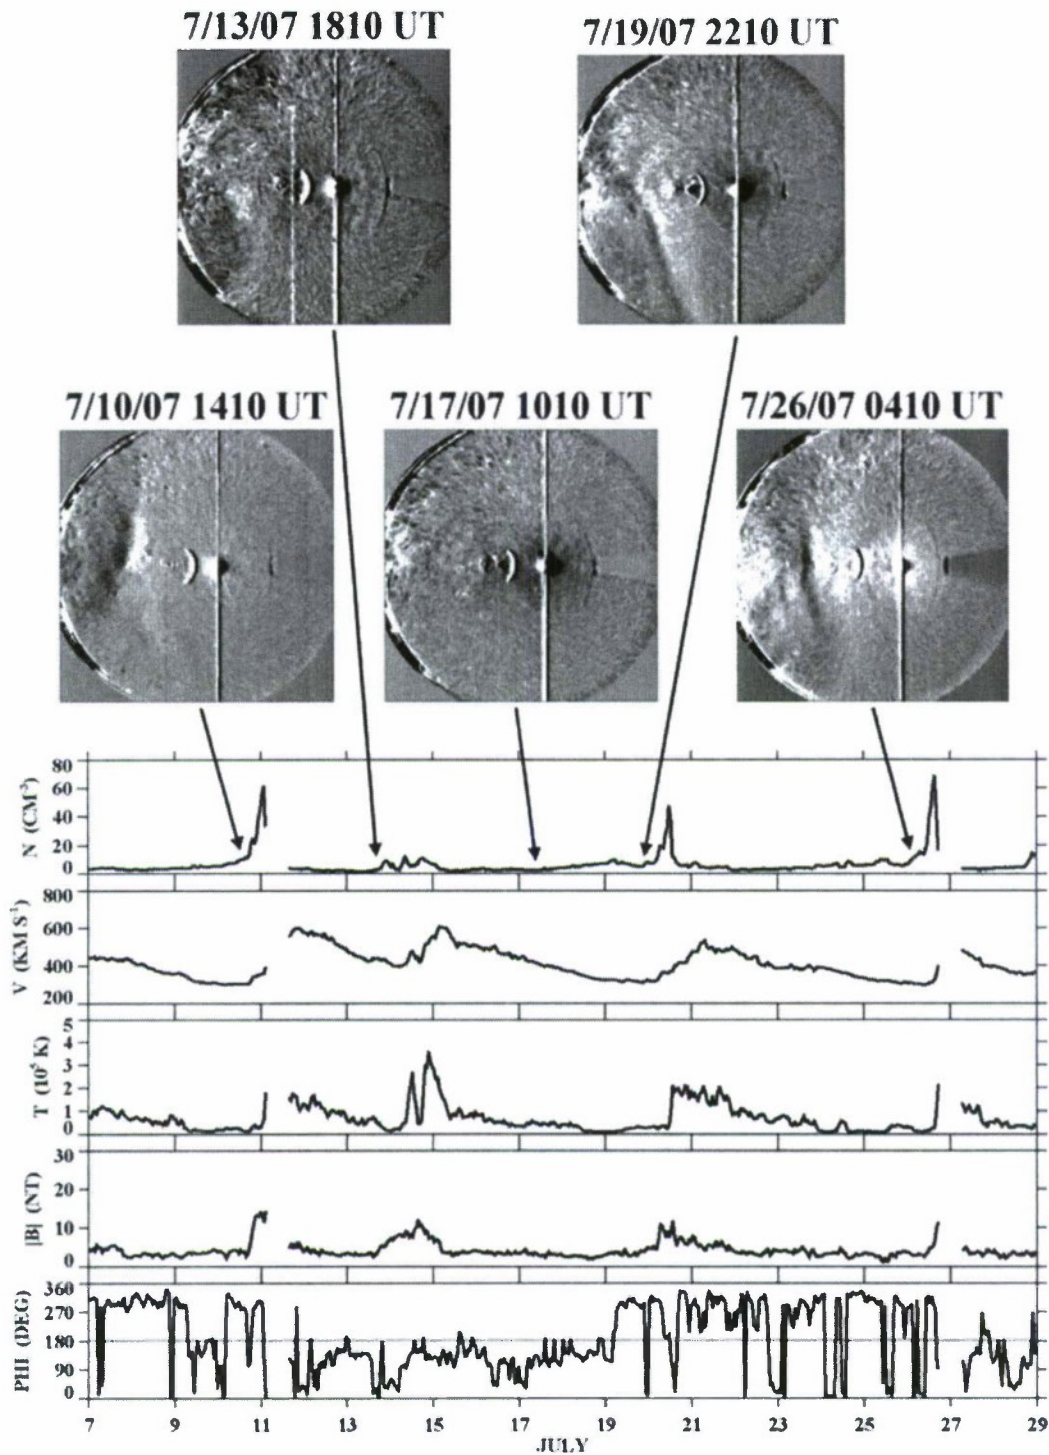 7/13/07 1810 UT
7/19/07 2210 UT
7/10/07 1410 UT
7/17/07 1010 UT
7/26/07 0410 UT
80
60
40
20
0
N (CM⁻³)
800
600
400
200
V (KM S⁻¹)
5
4
3
2
1
0
T (10⁵ K)
30
20
10
0
|B| (NT)
360
270
180
90
0
PHI (DEG)
7 9 11 13 15 17 19 21 23 25 27 29
JULY